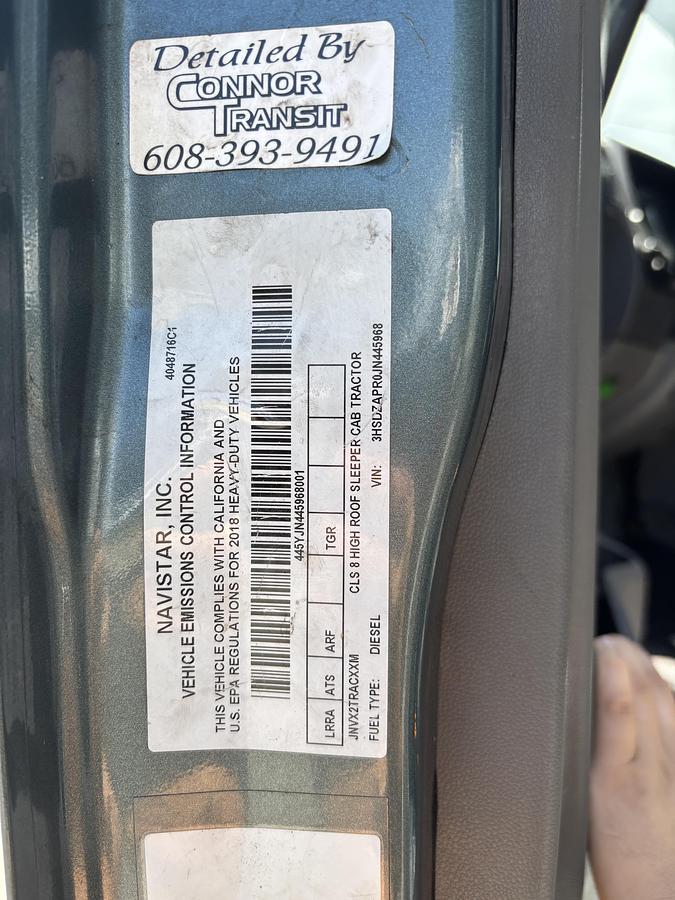 Detailed By
CONNOR
TRANSIT
608-393-9491
NAVISTAR, INC.
4048716C1
VEHICLE EMISSIONS CONTROL INFORMATION
THIS VEHICLE COMPLIES WITH CALIFORNIA AND
U.S. EPA REGULATIONS FOR 2018 HEAVY-DUTY VEHICLES
445YJN445968001
LRRA ATS ARF TGR
JNVX2TRACXXM CLS 8 HIGH ROOF SLEEPER CAB TRACTOR
FUEL TYPE: DIESEL VIN: 3HSDZAPR0JN445968